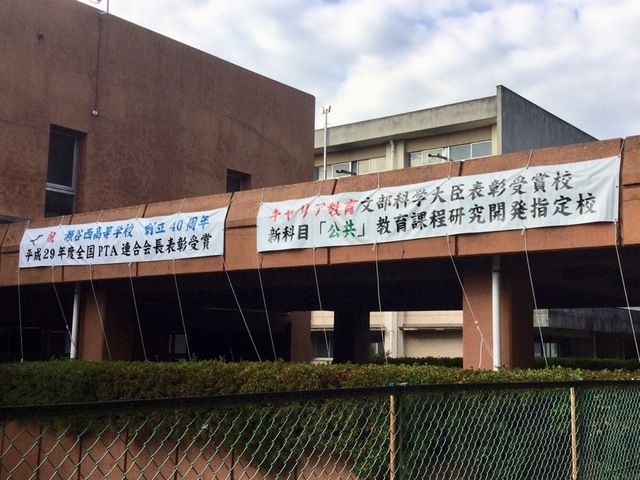 祝 瀬谷西高等学校 創立40周年
平成29年度全国PTA連合会長表彰受賞
キャリア教育文部科学大臣表彰受賞校
新科目「公共」教育課程研究開発指定校